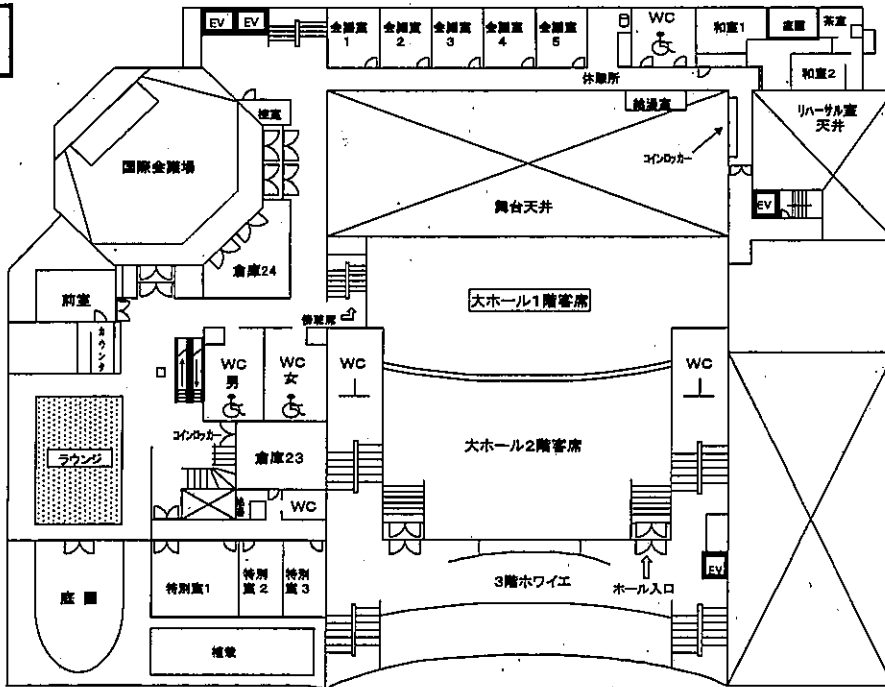 EV
EV
会議室
1
会議室
2
会議室
3
会議室
4
会議室
5
WC
和室1
庭園
茶室
和室2
休憩所
給湯室
リハーサル室
天井
コインロッカー
控室
国際会議場
舞台天井
EV
倉庫24
前室
大ホール1階客席
傍聴席
カウンタ
WC
男
WC
女
WC
WC
コインロッカー
大ホール2階客席
ラウンジ
倉庫23
WC
特別室1
特別
室2
特別
室3
庭園
3階ホワイエ
ホール入口
EV
植栽